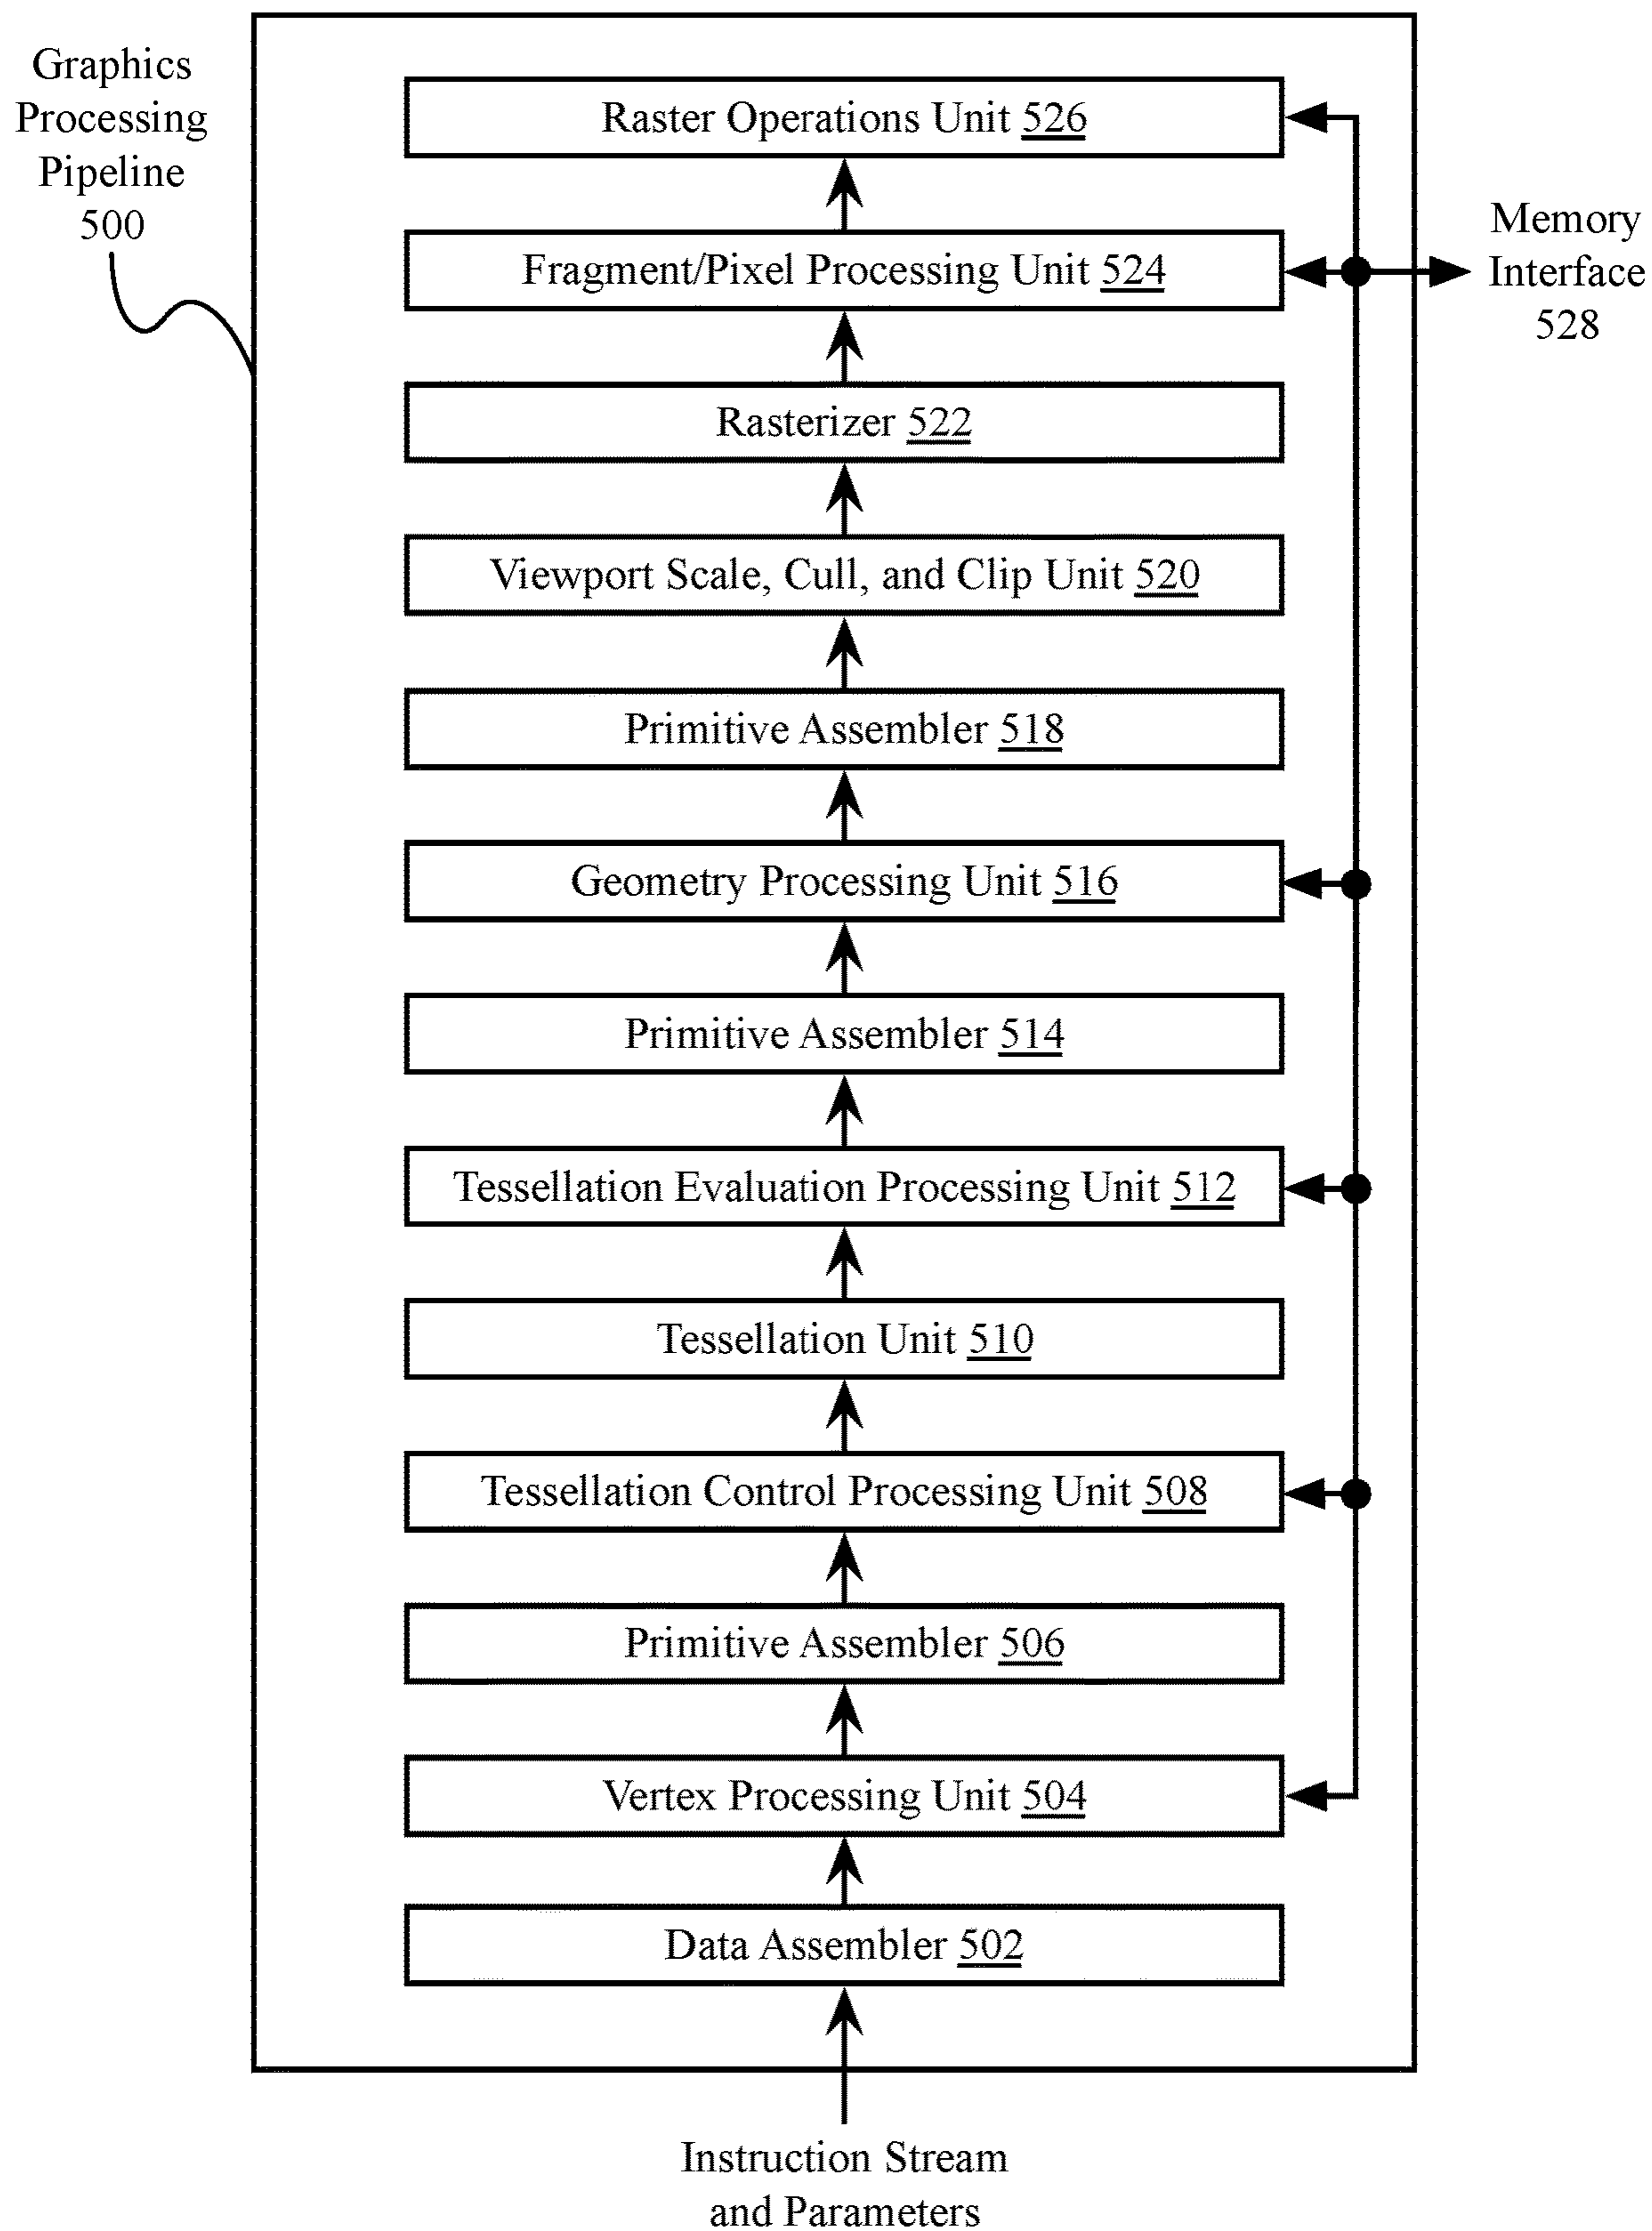 Graphics
Processing
Pipeline
500
Raster Operations Unit 526
Fragment/Pixel Processing Unit 524
Memory
Interface
528
Rasterizer 522
Viewport Scale, Cull, and Clip Unit 520
Primitive Assembler 518
Geometry Processing Unit 516
Primitive Assembler 514
Tessellation Evaluation Processing Unit 512
Tessellation Unit 510
Tessellation Control Processing Unit 508
Primitive Assembler 506
Vertex Processing Unit 504
Data Assembler 502
Instruction Stream
and Parameters